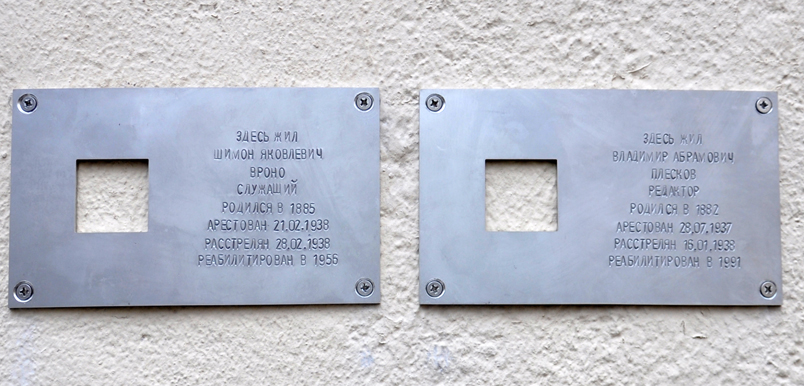 ЗДЕСЬ ЖИЛ
ШИМОН ЯКОВЛЕВИЧ
ВРОНО
СЛУЖАЩИЙ
РОДИЛСЯ В 1885
АРЕСТОВАН 21.02.1938
РАССТРЕЛЯН 28.02.1938
РЕАБИЛИТИРОВАН В 1956
ЗДЕСЬ ЖИЛ
ВЛАДИМИР АБРАМОВИЧ
ПЛЕСКОВ
РЕДАКТОР
РОДИЛСЯ В 1882
АРЕСТОВАН 28.07.1937
РАССТРЕЛЯН 16.01.1938
РЕАБИЛИТИРОВАН В 1991